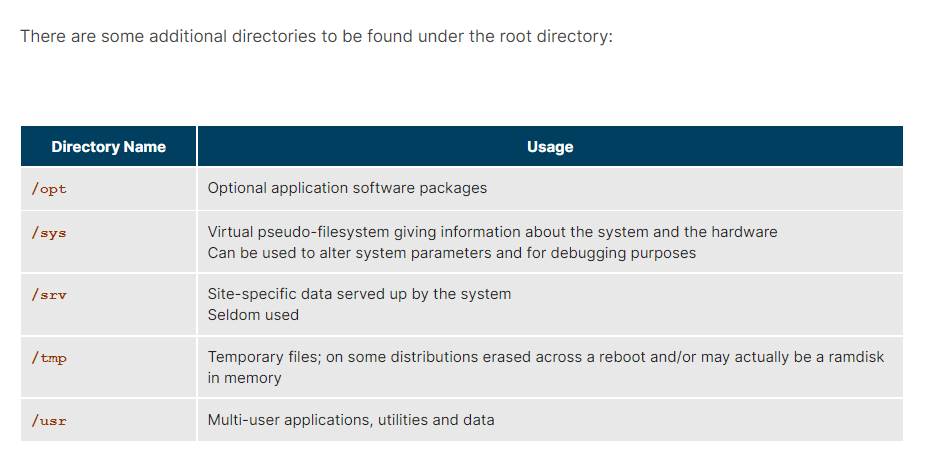 There are some additional directories to be found under the root directory:
Directory Name Usage
/opt Optional application software packages
/sys Virtual pseudo-filesystem giving information about the system and the hardware
Can be used to alter system parameters and for debugging purposes
/srv Site-specific data served up by the system
Seldom used
/tmp Temporary files; on some distributions erased across a reboot and/or may actually be a ramdisk
in memory
/usr Multi-user applications, utilities and data